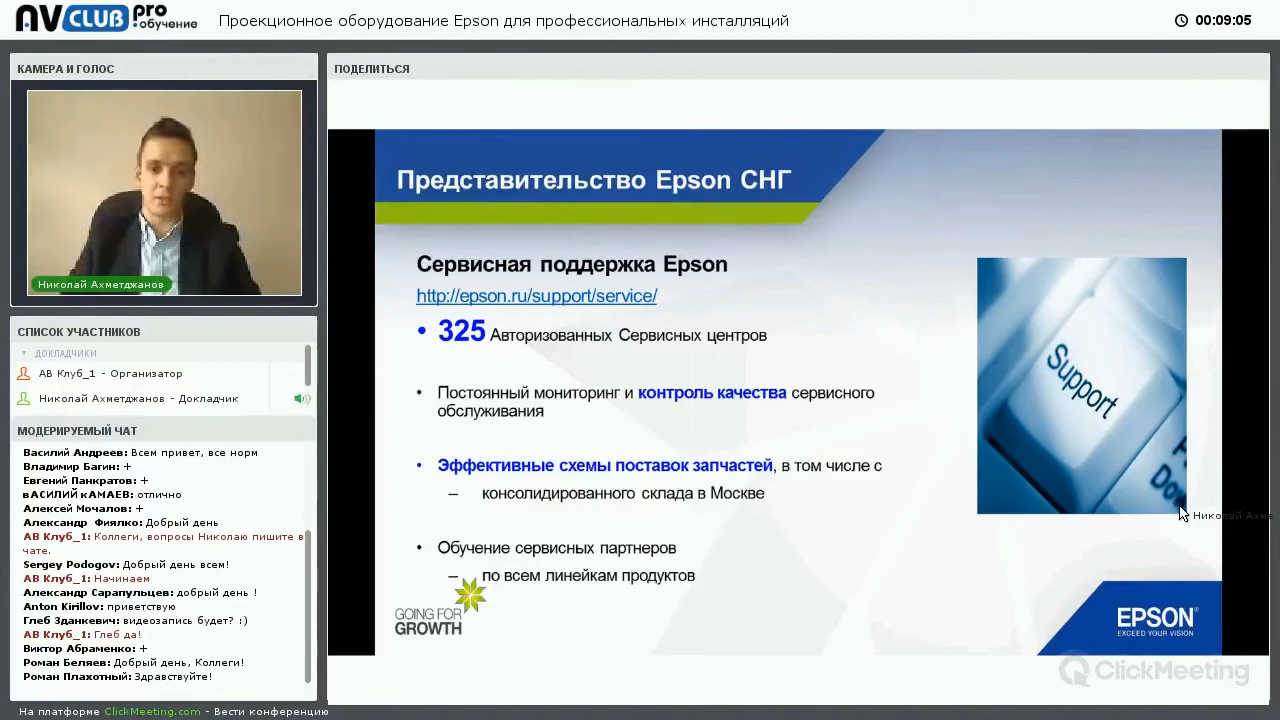 AVCLUB pro
:обучение
Проекционное оборудование Epson для профессиональных инсталляций
00:09:05
КАМЕРА И ГОЛОС
Николай Ахметджанов
СПИСОК УЧАСТНИКОВ
ДОКЛАДЧИКИ
АВ Клуб_1 - Организатор
Николай Ахметджанов - Докладчик
МОДЕРИРУЕМЫЙ ЧАТ
Василий Андреев: Всем привет, все норм
Владимир Багин: +
Евгений Панкратов: +
вАСИЛИЙ кАМАЕВ: отлично
Алексей Мочалов: +
Александр Фиялко: Добрый день
АВ Клуб_1: Коллеги, вопросы Николаю пишите в
чате.
Sergey Podogov: Добрый день всем!
АВ Клуб_1: Начинаем
Александр Сарапульцев: добрый день !
Anton Kirillov: приветствую
Глеб Зданкевич: видеозапись будет? :)
АВ Клуб_1: Глеб да!
Виктор Абраменко: +
Роман Беляев: Добрый день, Коллеги!
Роман Плахотный: Здравствуйте!
ПОДЕЛИТЬСЯ
Представительство Epson СНГ
Сервисная поддержка Epson
http://epson.ru/support/service/
• 325 Авторизованных Сервисных центров
• Постоянный мониторинг и контроль качества сервисного
обслуживания
• Эффективные схемы поставок запчастей, в том числе с
– консолидированного склада в Москве
• Обучение сервисных партнеров
– по всем линейкам продуктов
GOING FOR
GROWTH
Support
Николай Ахм
EPSON®
EXCEED YOUR VISION
ClickMeeting
На платформе ClickMeeting.com - Вести конференцию